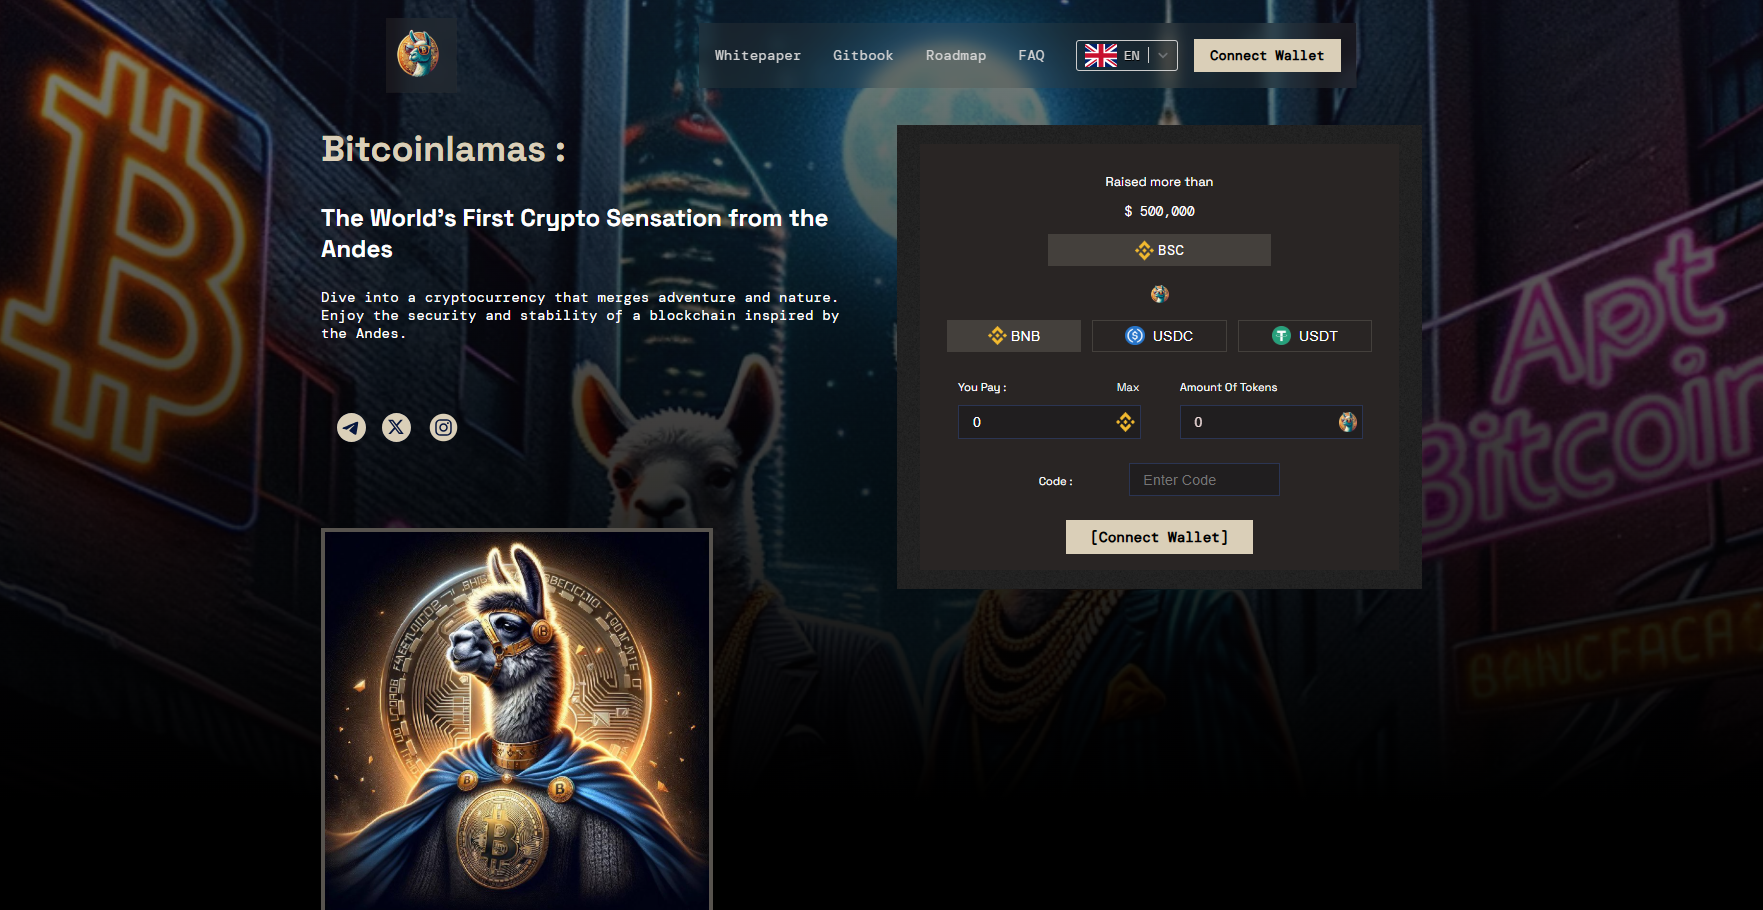 Whitepaper Gitbook Roadmap FAQ EN Connect Wallet
Bitcoinlamas :
The World's First Crypto Sensation from the
Andes
Dive into a cryptocurrency that merges adventure and nature.
Enjoy the security and stability of a blockchain inspired by
the Andes.
Raised more than
$ 500,000
BSC
BNB USDC USDT
You Pay : Max Amount Of Tokens
0 0
Code : Enter Code
[Connect Wallet]
Apt
Bitcoin